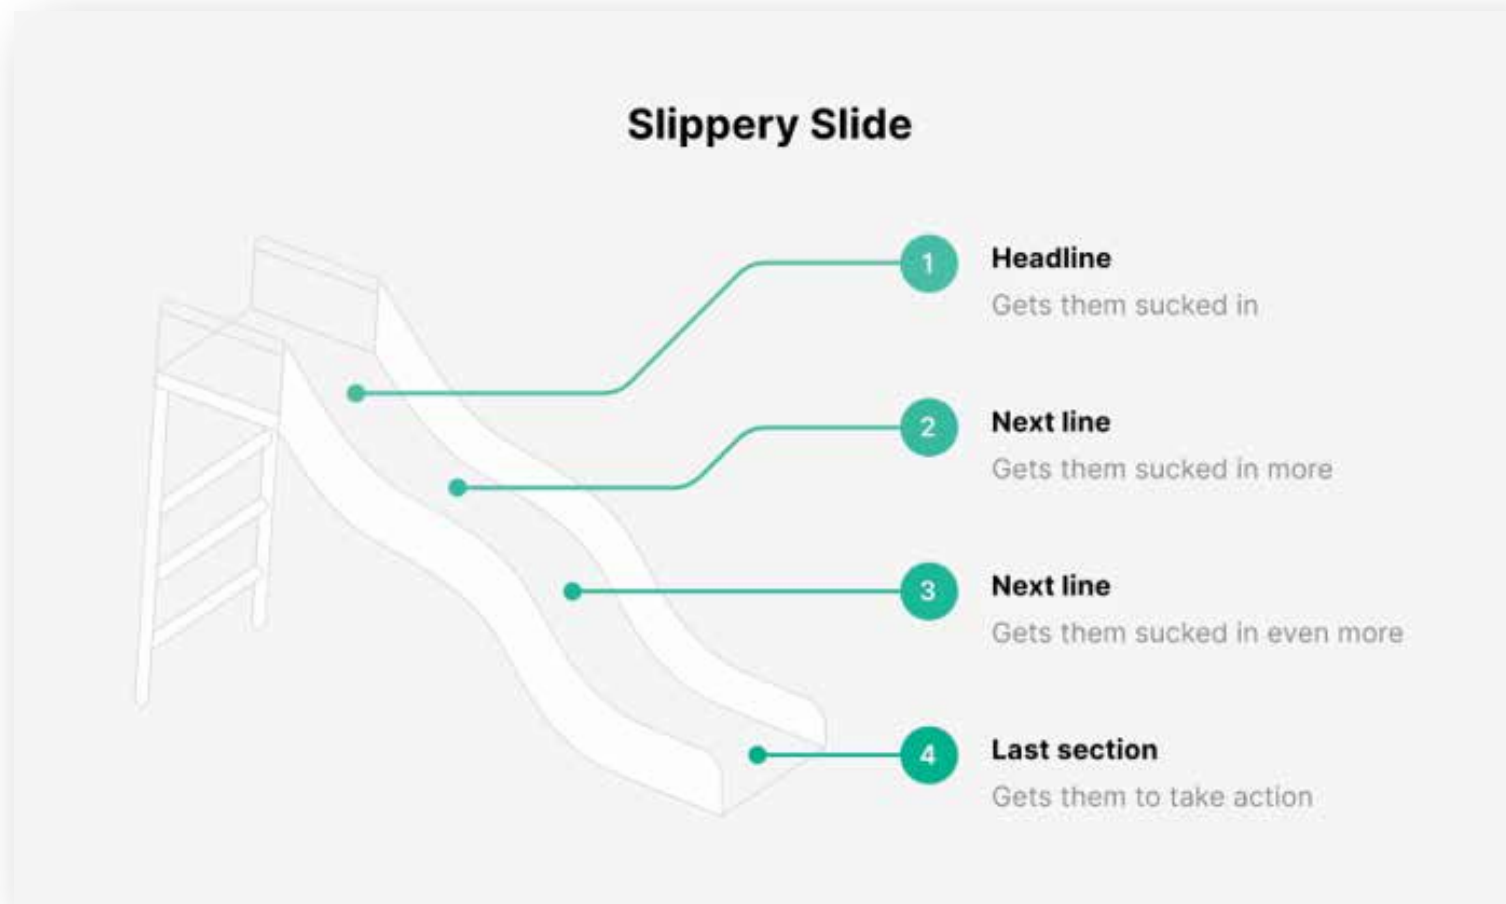 Slippery Slide
1
Headline
Gets them sucked in
2
Next line
Gets them sucked in more
3
Next line
Gets them sucked in even more
4
Last section
Gets them to take action